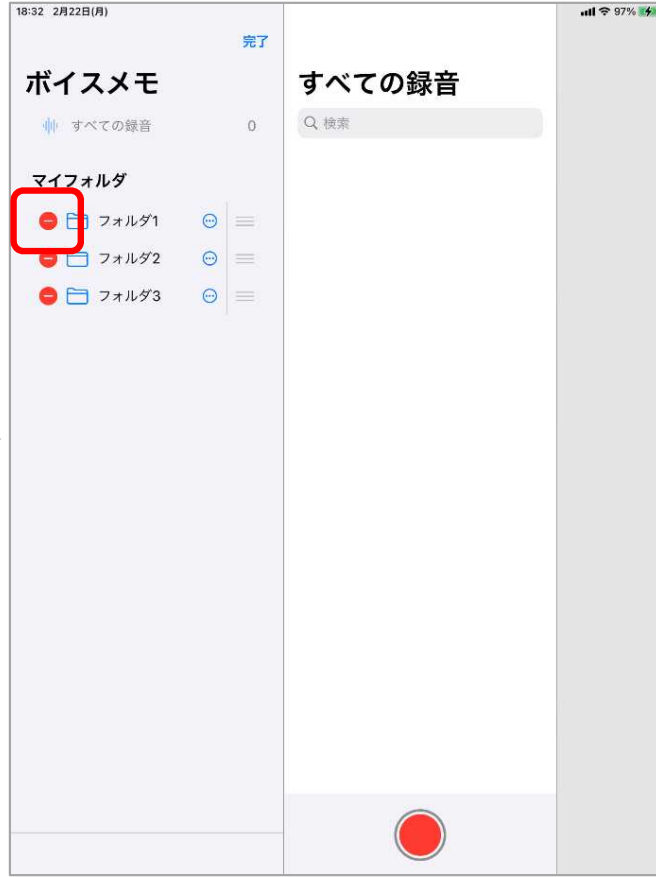 18:32 2月22日(月)
97%
完了
ボイスメモ
すべての録音 0
マイフォルダ
フォルダ1
フォルダ2
フォルダ3
すべての録音
検索